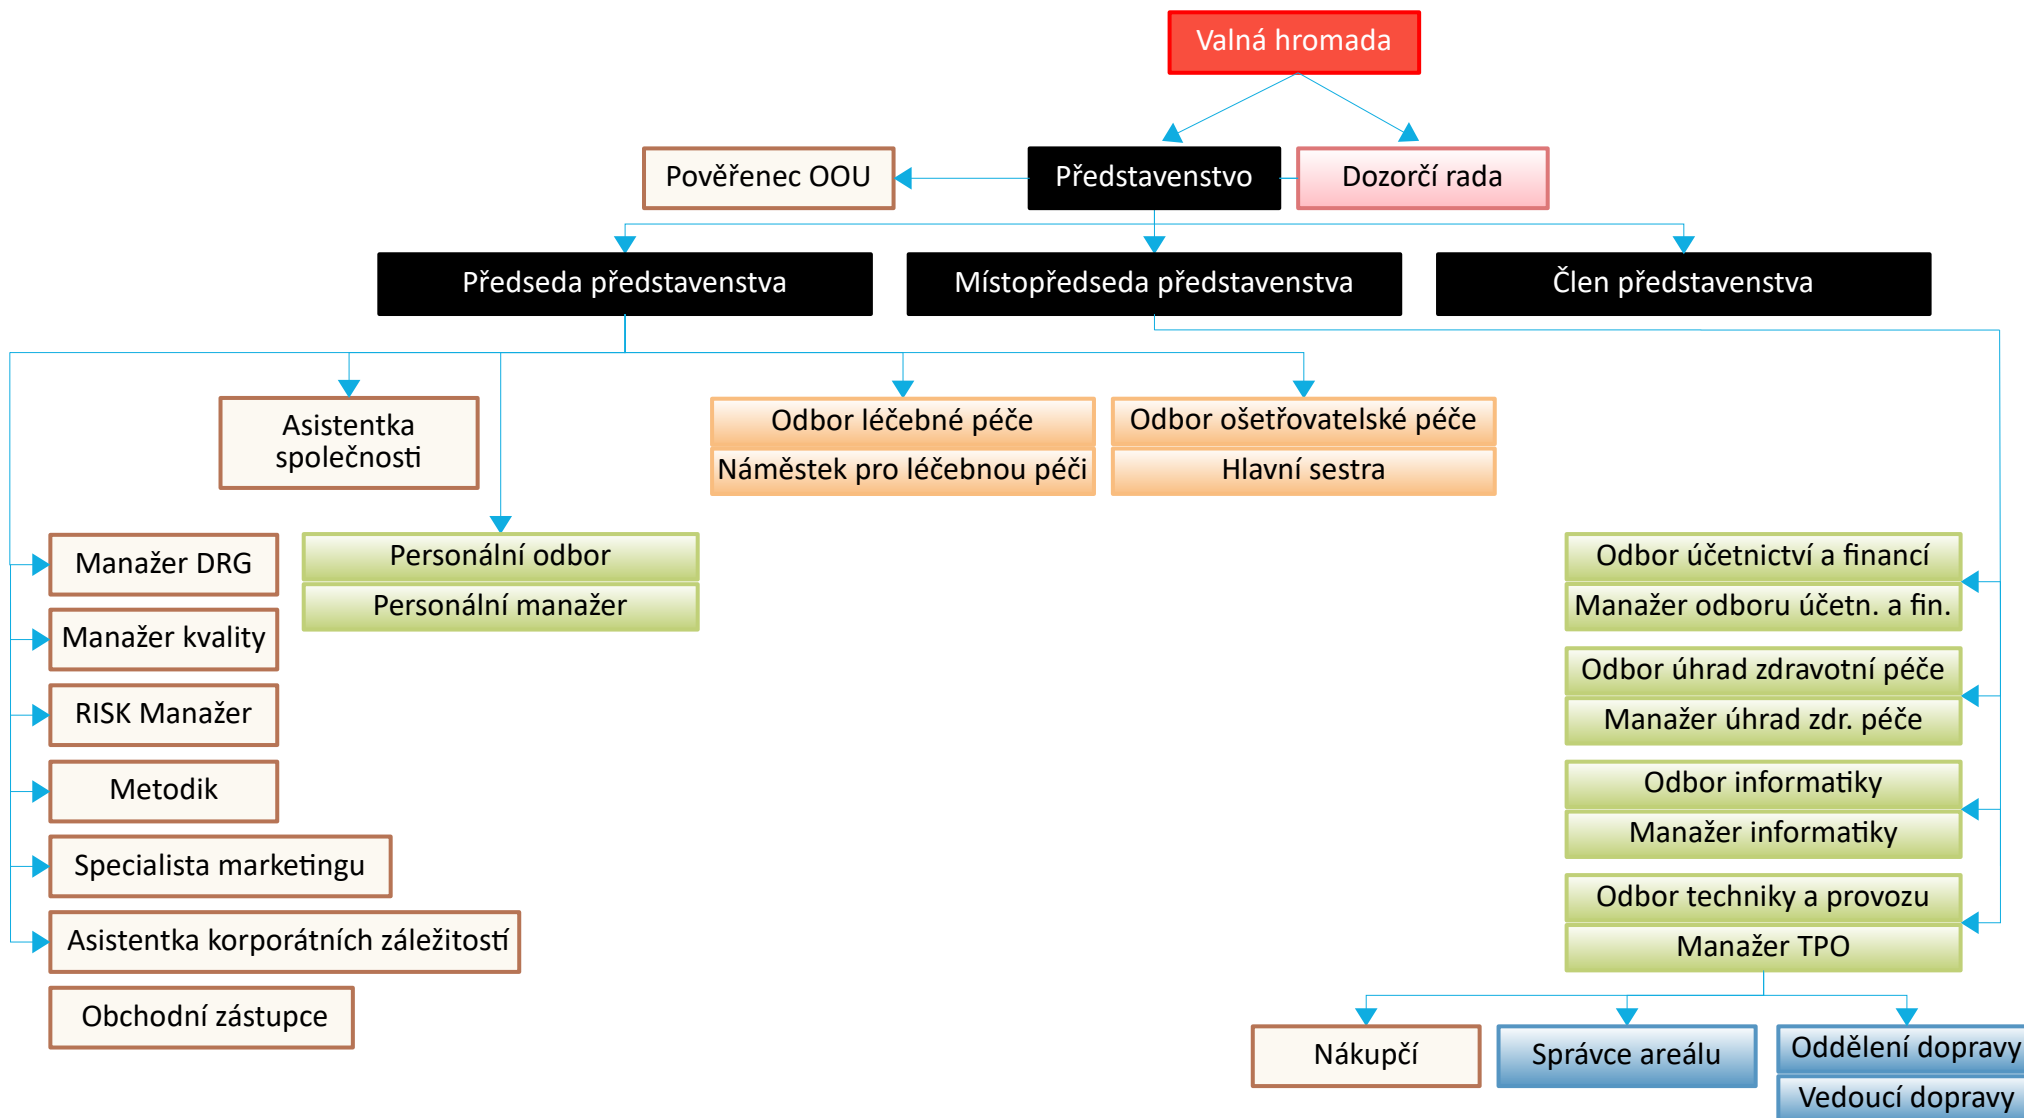 Valná hromada
Pověřenec OOU
Představenstvo
Dozorčí rada
Předseda představenstva
Místopředseda představenstva
Člen představenstva
Asistentka
společnosti
Odbor léčebné péče
Náměstek pro léčebnou péči
Odbor ošetřovatelské péče
Hlavní sestra
Manažer DRG
Manažer kvality
RISK Manažer
Metodik
Specialista marketingu
Asistentka korporátních záležitostí
Obchodní zástupce
Personální odbor
Personální manažer
Odbor účetnictví a financí
Manažer odboru účetn. a fin.
Odbor úhrad zdravotní péče
Manažer úhrad zdr. péče
Odbor informatiky
Manažer informatiky
Odbor techniky a provozu
Manažer TPO
Nákupčí
Správce areálu
Oddělení dopravy
Vedoucí dopravy